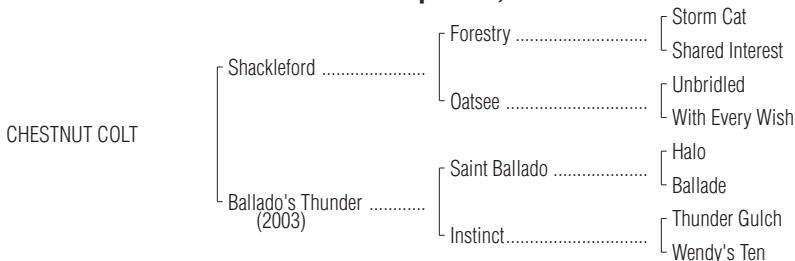 Storm Cat
Forestry ............................
Shared Interest
Shackleford ......................
Unbridled
Oatsee ..............................
With Every Wish
CHESTNUT COLT
Halo
Saint Ballado ....................
Ballade
Ballado's Thunder ............
(2003)
Thunder Gulch
Instinct..............................
Wendy's Ten